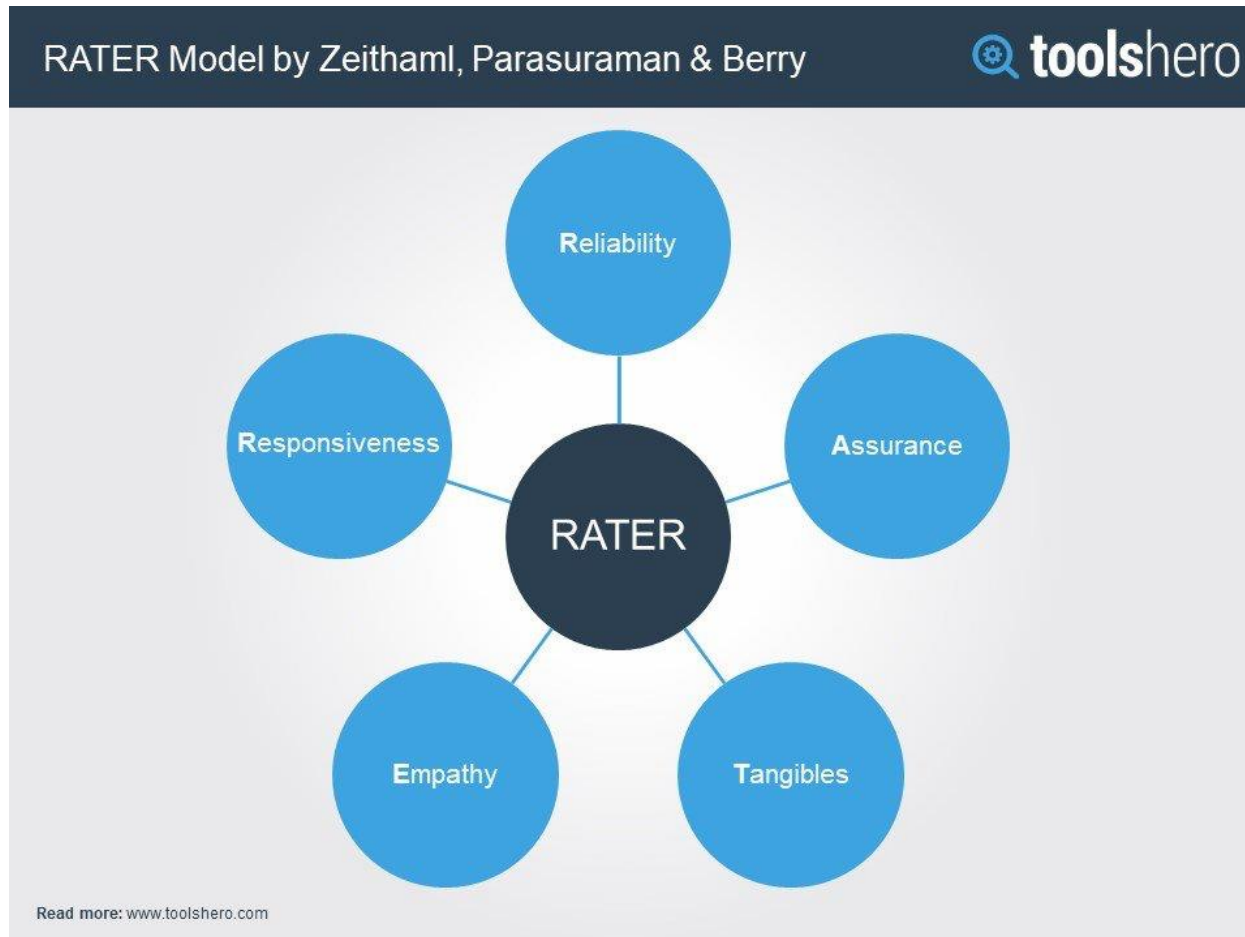 RATER Model by Zeithaml, Parasuraman & Berry
toolshero
Reliability
Responsiveness
Assurance
RATER
Empathy
Tangibles
Read more: www.toolshero.com